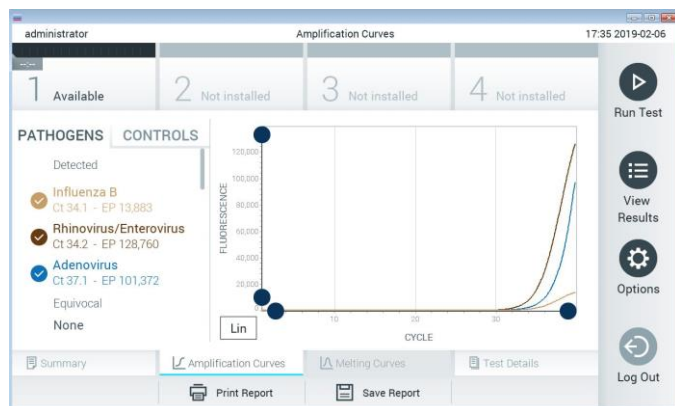 administrator
Amplification Curves
17:35 2019-02-06
1 Available
2 Not installed
3 Not installed
4 Not installed
Run Test
View
Results
Options
Log Out
PATHOGENS CONTROLS
Detected
Influenza B
Ct 34.1 - EP 13,883
Rhinovirus/Enterovirus
Ct 34.2 - EP 128,760
Adenovirus
Ct 37.1 - EP 101,372
Equivocal
None
FLUORESCENCE
120,000
100,000
80,000
60,000
40,000
20,000
0
10 20 30
CYCLE
Lin
Summary
Amplification Curves
Melting Curves
Test Details
Print Report
Save Report